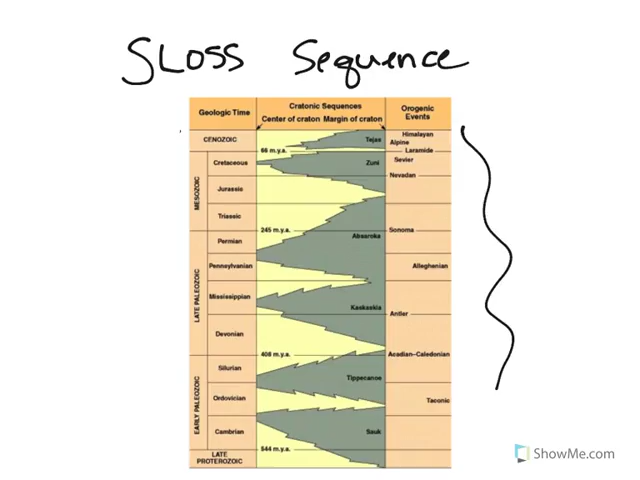 SLOSS Sequence
Geologic Time
Cratonic Sequences
Center of craton Margin of craton
Orogenic
Events
CENOZOIC
Tejas
Himalayan
Alpine
66 m.y.a.
Laramide
MESOZOIC
Cretaceous
Zuni
Sevier
Nevadan
Jurassic
Triassic
245 m.y.a.
Sonoma
LATE PALEOZOIC
Permian
Absaroka
Pennsylvanian
Alleghenian
Mississippian
Kaskaskia
Antler
Devonian
408 m.y.a.
Acadian–Caledonian
EARLY PALEOZOIC
Silurian
Tippecanoe
Ordovician
Taconic
Cambrian
Sauk
544 m.y.a.
LATE
PROTEROZOIC
ShowMe.com